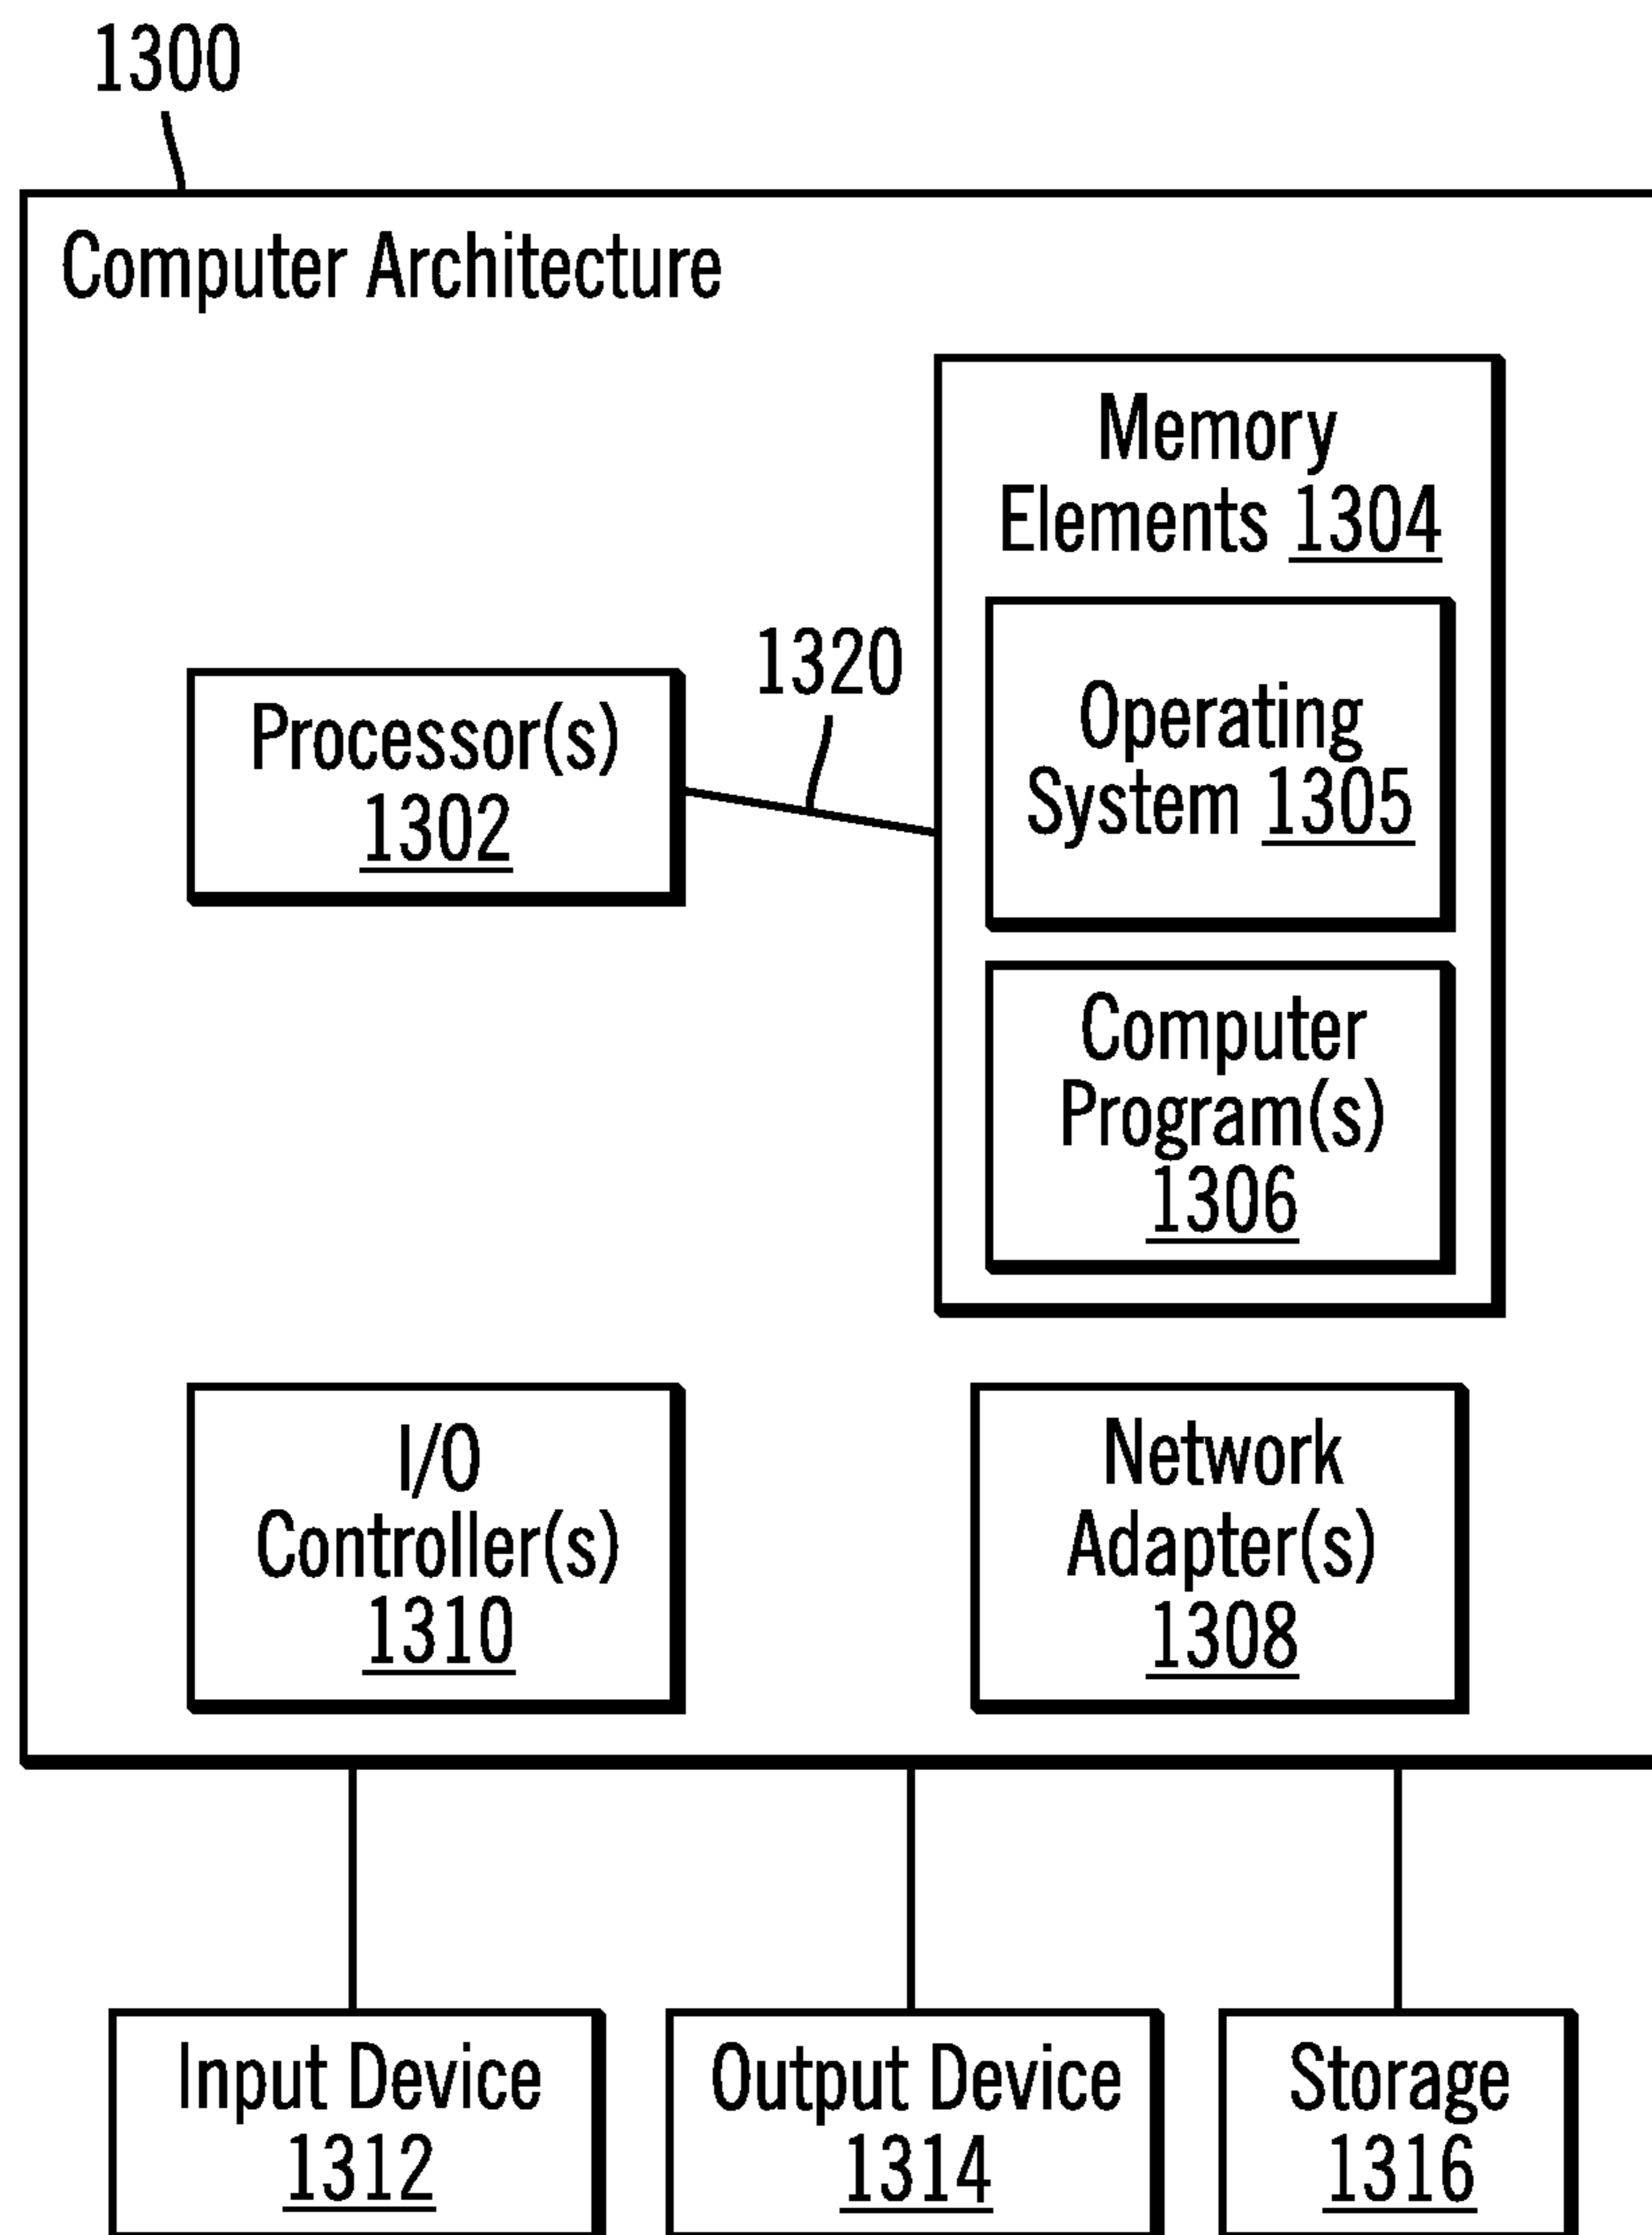 1300
Computer Architecture
Memory
Elements 1304
1320
Operating
System 1305
Processor(s)
1302
Computer
Program(s)
1306
I/O
Controller(s)
1310
Network
Adapter(s)
1308
Input Device
1312
Output Device
1314
Storage
1316